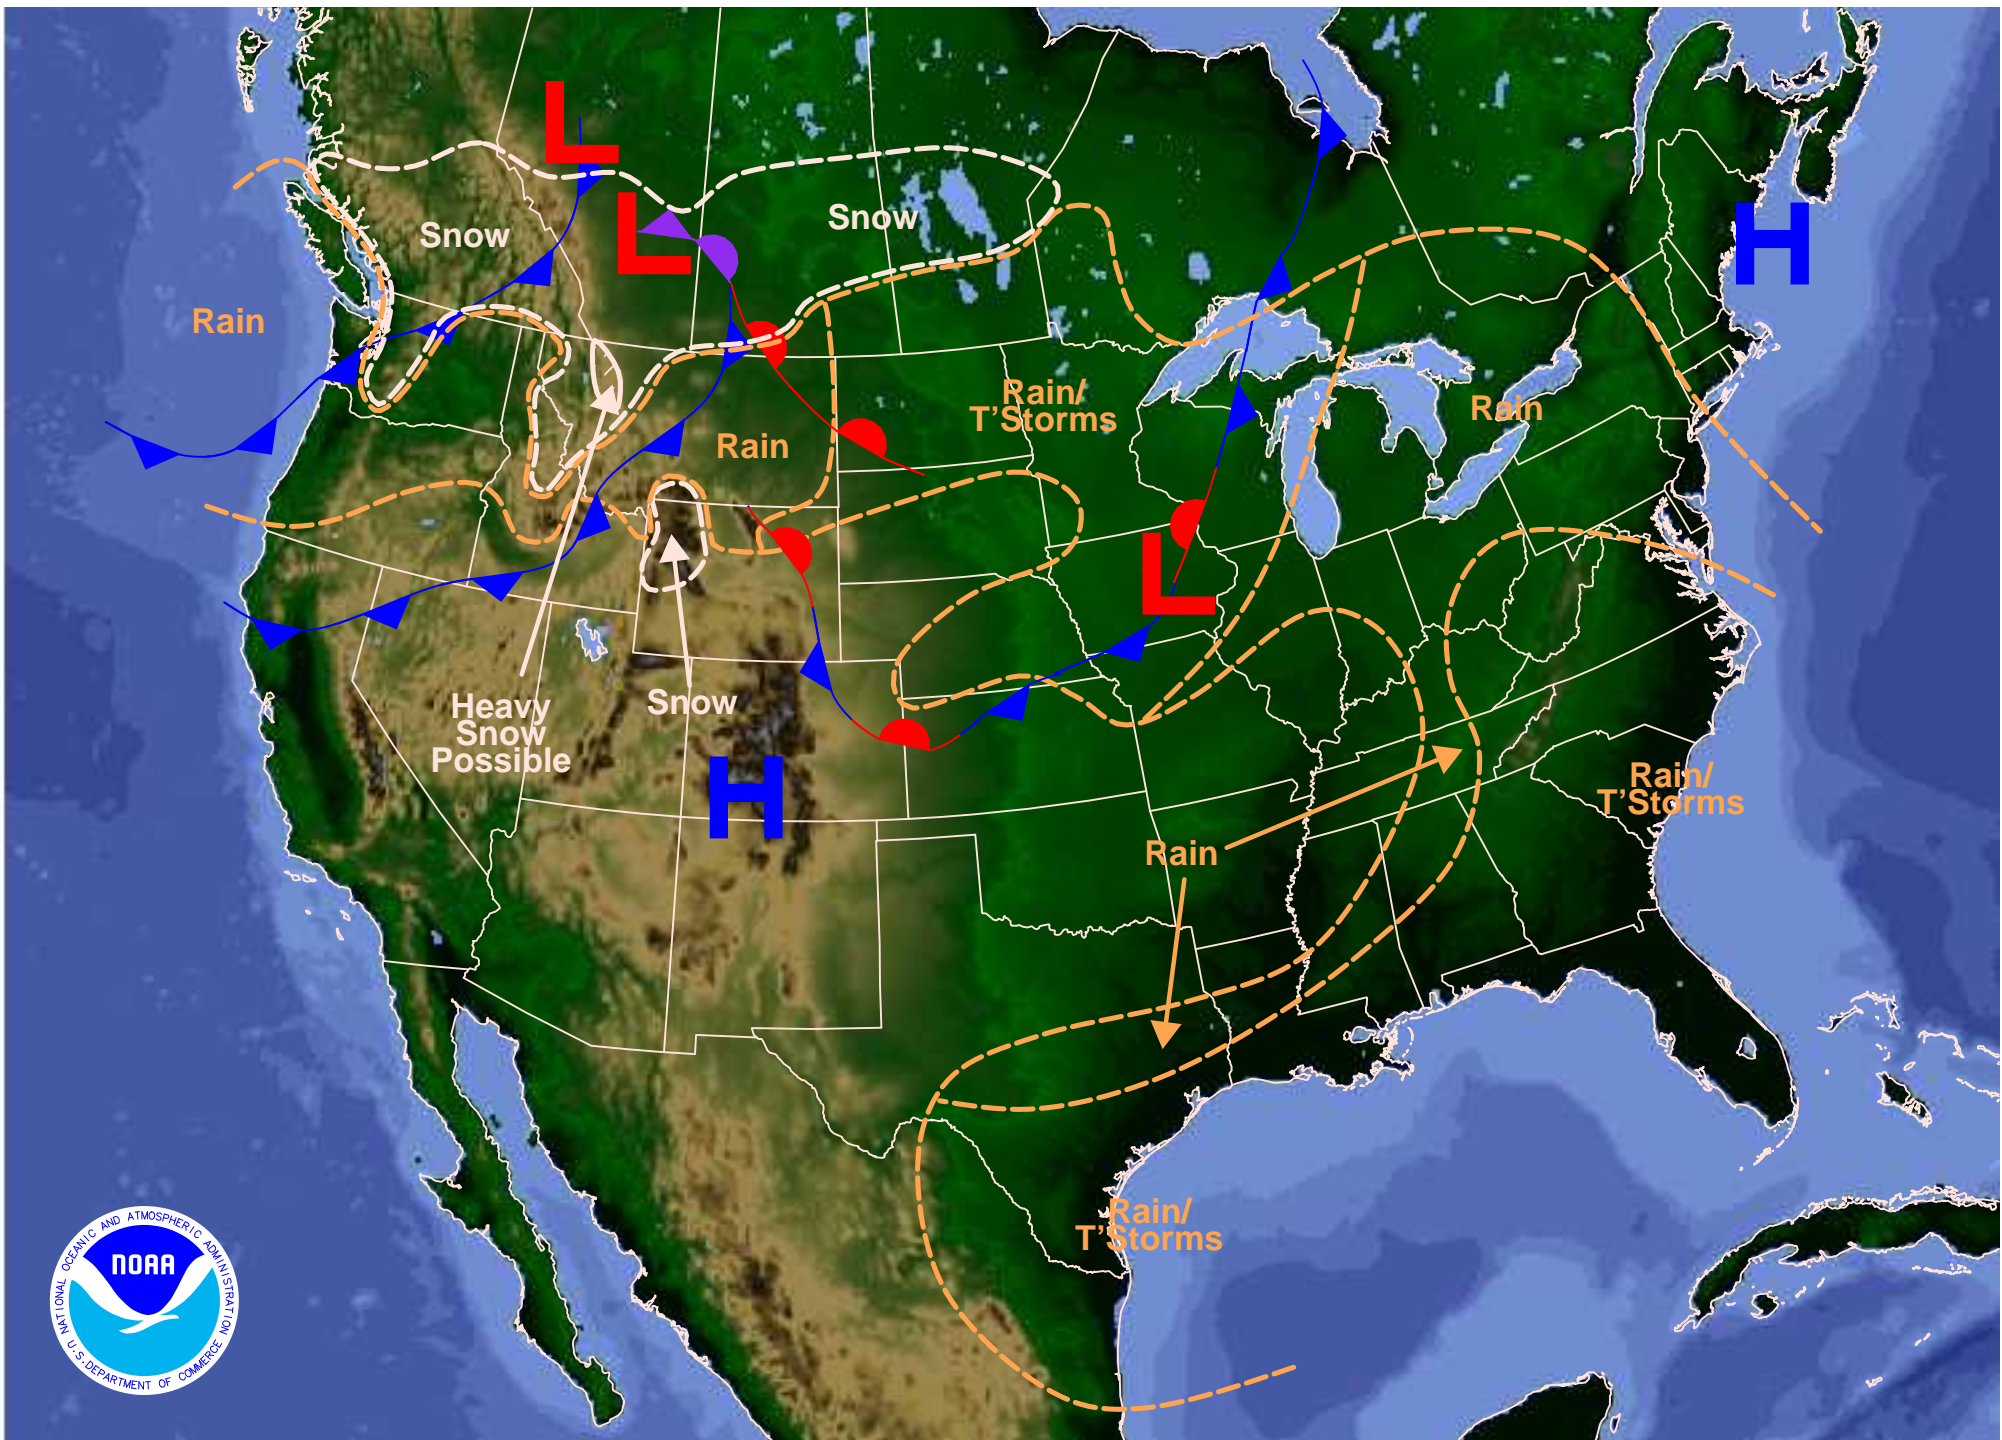 L
L
Snow
Snow
H
Rain
Rain/
T'Storms
Rain
Rain
L
Heavy
Snow
Possible
Snow
H
Rain/
T'Storms
Rain
Rain/
T'Storms
NATIONAL OCEANIC AND ATMOSPHERIC ADMINISTRATION
NOAA
U.S. DEPARTMENT OF COMMERCE